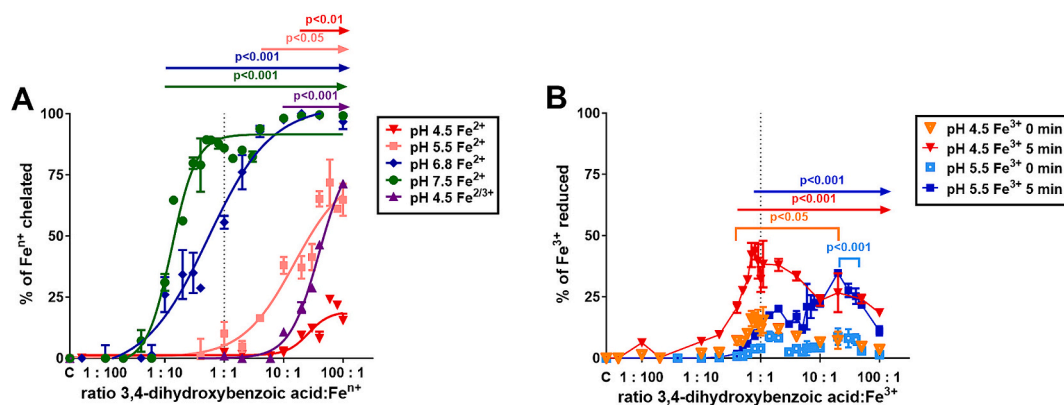 A
p<0.01
p<0.05
p<0.001
p<0.001
p<0.001
100
75
50
25
0
% of Feⁿ⁺ chelated
C 1 : 100 1 : 10 1 : 1 10 : 1 100 : 1
ratio 3,4-dihydroxybenzoic acid:Feⁿ⁺
pH 4.5 Fe²⁺
pH 5.5 Fe²⁺
pH 6.8 Fe²⁺
pH 7.5 Fe²⁺
pH 4.5 Fe²ᐟ³⁺
B
p<0.001
p<0.001
p<0.05
p<0.001
100
75
50
25
0
% of Fe³⁺ reduced
C 1 : 100 1 : 10 1 : 1 10 : 1 100 : 1
ratio 3,4-dihydroxybenzoic acid:Fe³⁺
pH 4.5 Fe³⁺ 0 min
pH 4.5 Fe³⁺ 5 min
pH 5.5 Fe³⁺ 0 min
pH 5.5 Fe³⁺ 5 min